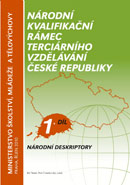 NÁRODNÍ
KVALIFIKAČNÍ
RÁMEC
TERCIÁRNÍHO
VZDĚLÁVÁNÍ
ČESKÉ REPUBLIKY
1. DÍL
NÁRODNÍ DESKRIPTORY
MINISTERSTVO ŠKOLSTVÍ, MLÁDEŽE A TĚLOVÝCHOVY